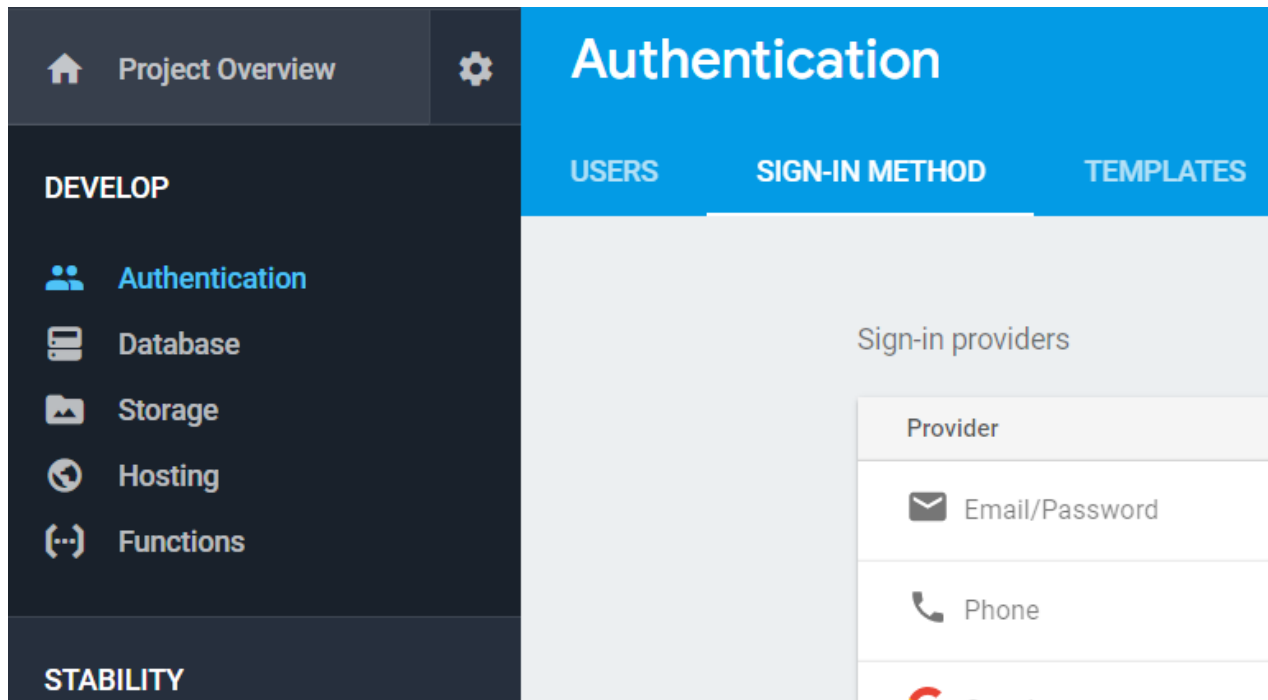 Project Overview
DEVELOP
Authentication
Database
Storage
Hosting
Functions
STABILITY
Authentication
USERS SIGN-IN METHOD TEMPLATES
Sign-in providers
Provider
Email/Password
Phone